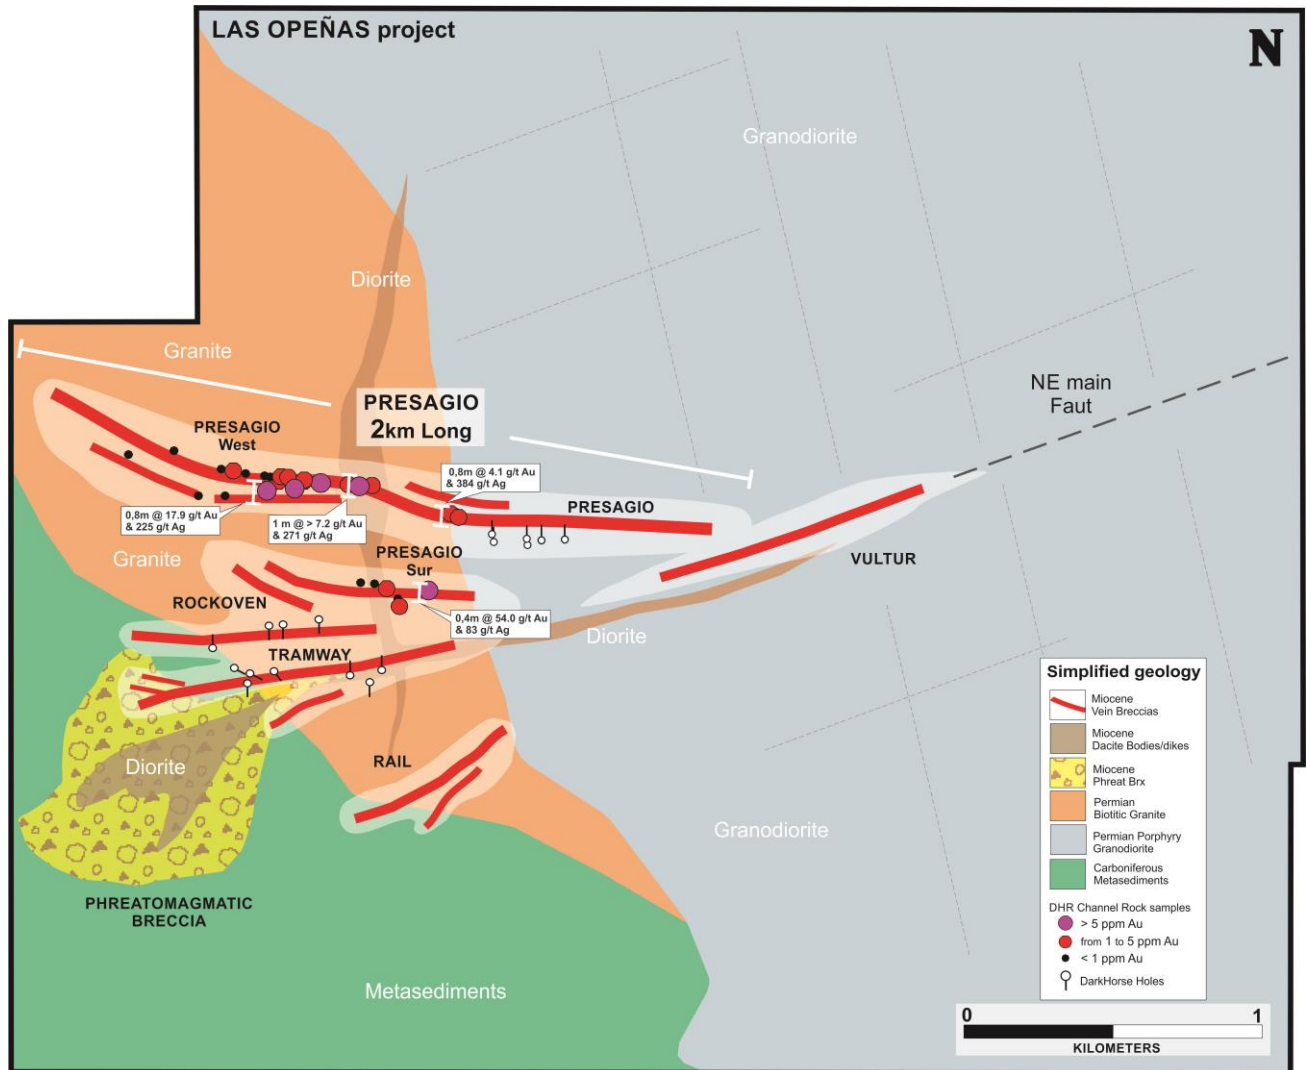 LAS OPEÑAS project
N
Granodiorite
Diorite
Granite
NE main
Faut
PRESAGIO
2km Long
PRESAGIO
West
0,8m @ 4.1 g/t Au
& 384 g/t Ag
PRESAGIO
0,8m @ 17.9 g/t Au
& 225 g/t Ag
1 m @ > 7.2 g/t Au
& 271 g/t Ag
Granite
PRESAGIO
Sur
VULTUR
ROCKOVEN
0,4m @ 54.0 g/t Au
& 83 g/t Ag
Diorite
TRAMWAY
RAIL
Diorite
Granodiorite
PHREATOMAGMATIC
BRECCIA
Metasediments
Simplified geology
Miocene
Vein Breccias
Miocene
Dacite Bodies/dikes
Miocene
Phreat Brx
Permian
Biotitic Granite
Permian Porphyry
Granodiorite
Carboniferous
Metasediments
DHR Channel Rock samples
> 5 ppm Au
from 1 to 5 ppm Au
< 1 ppm Au
DarkHorse Holes
0 1
KILOMETERS